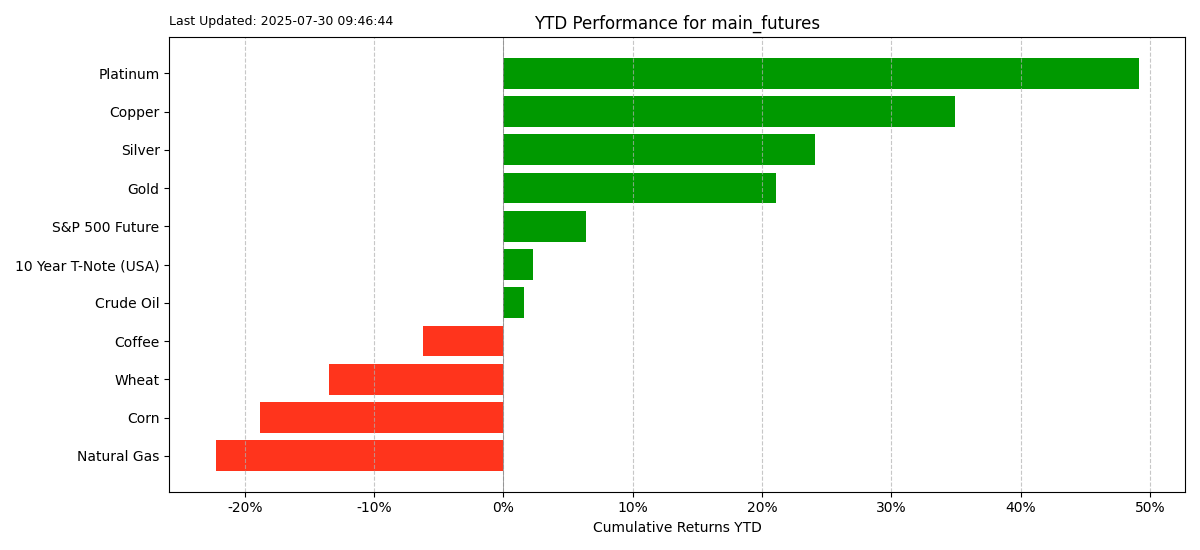 Last Updated: 2025-07-30 09:46:44
YTD Performance for main_futures
Platinum
Copper
Silver
Gold
S&P 500 Future
10 Year T-Note (USA)
Crude Oil
Coffee
Wheat
Corn
Natural Gas
-20% -10% 0% 10% 20% 30% 40% 50%
Cumulative Returns YTD